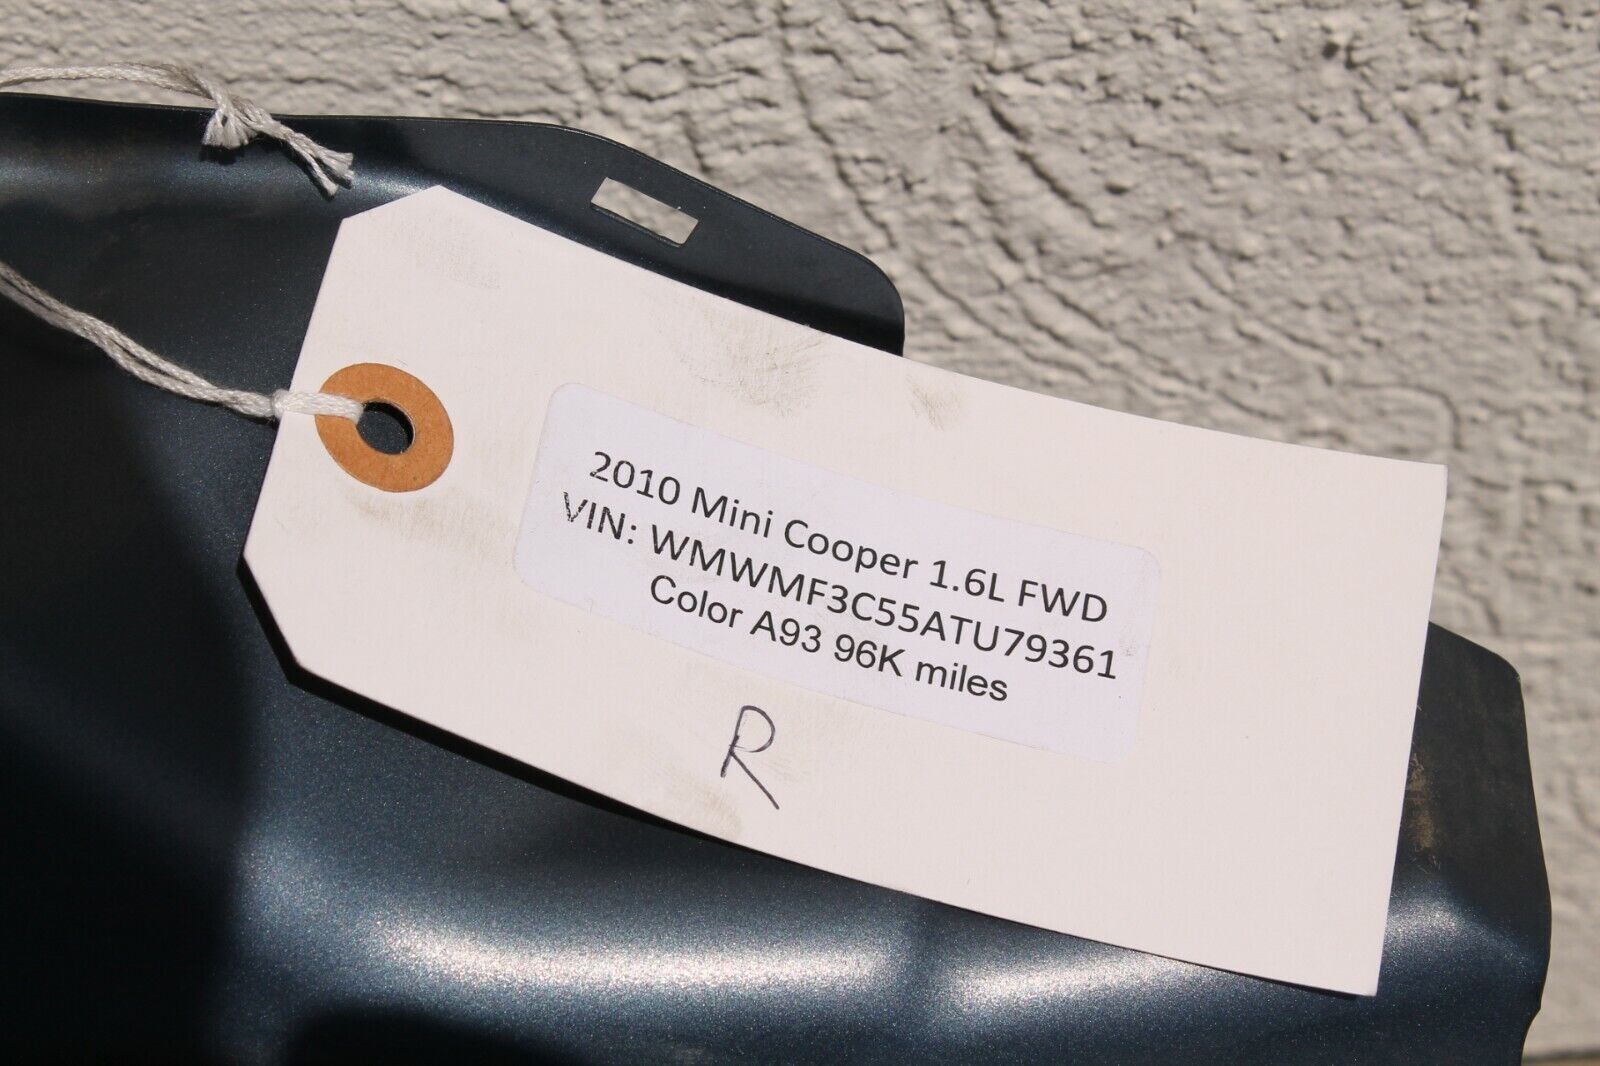 2010 Mini Cooper 1.6L FWD
VIN: WMWMF3C55ATU79361
Color A93 96K miles
R